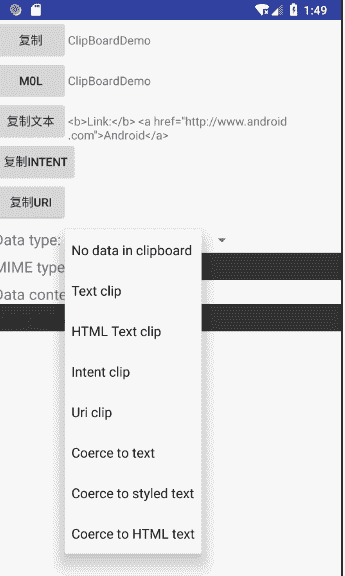 1:49
复制 ClipBoardDemo
M0L ClipBoardDemo
复制文本 <b>Link:</b> <a href="http://www.android
.com">Android</a>
复制INTENT
复制URI
Data type:
No data in clipboard
MIME type
Text clip
Data conte
HTML Text clip
Intent clip
Uri clip
Coerce to text
Coerce to styled text
Coerce to HTML text